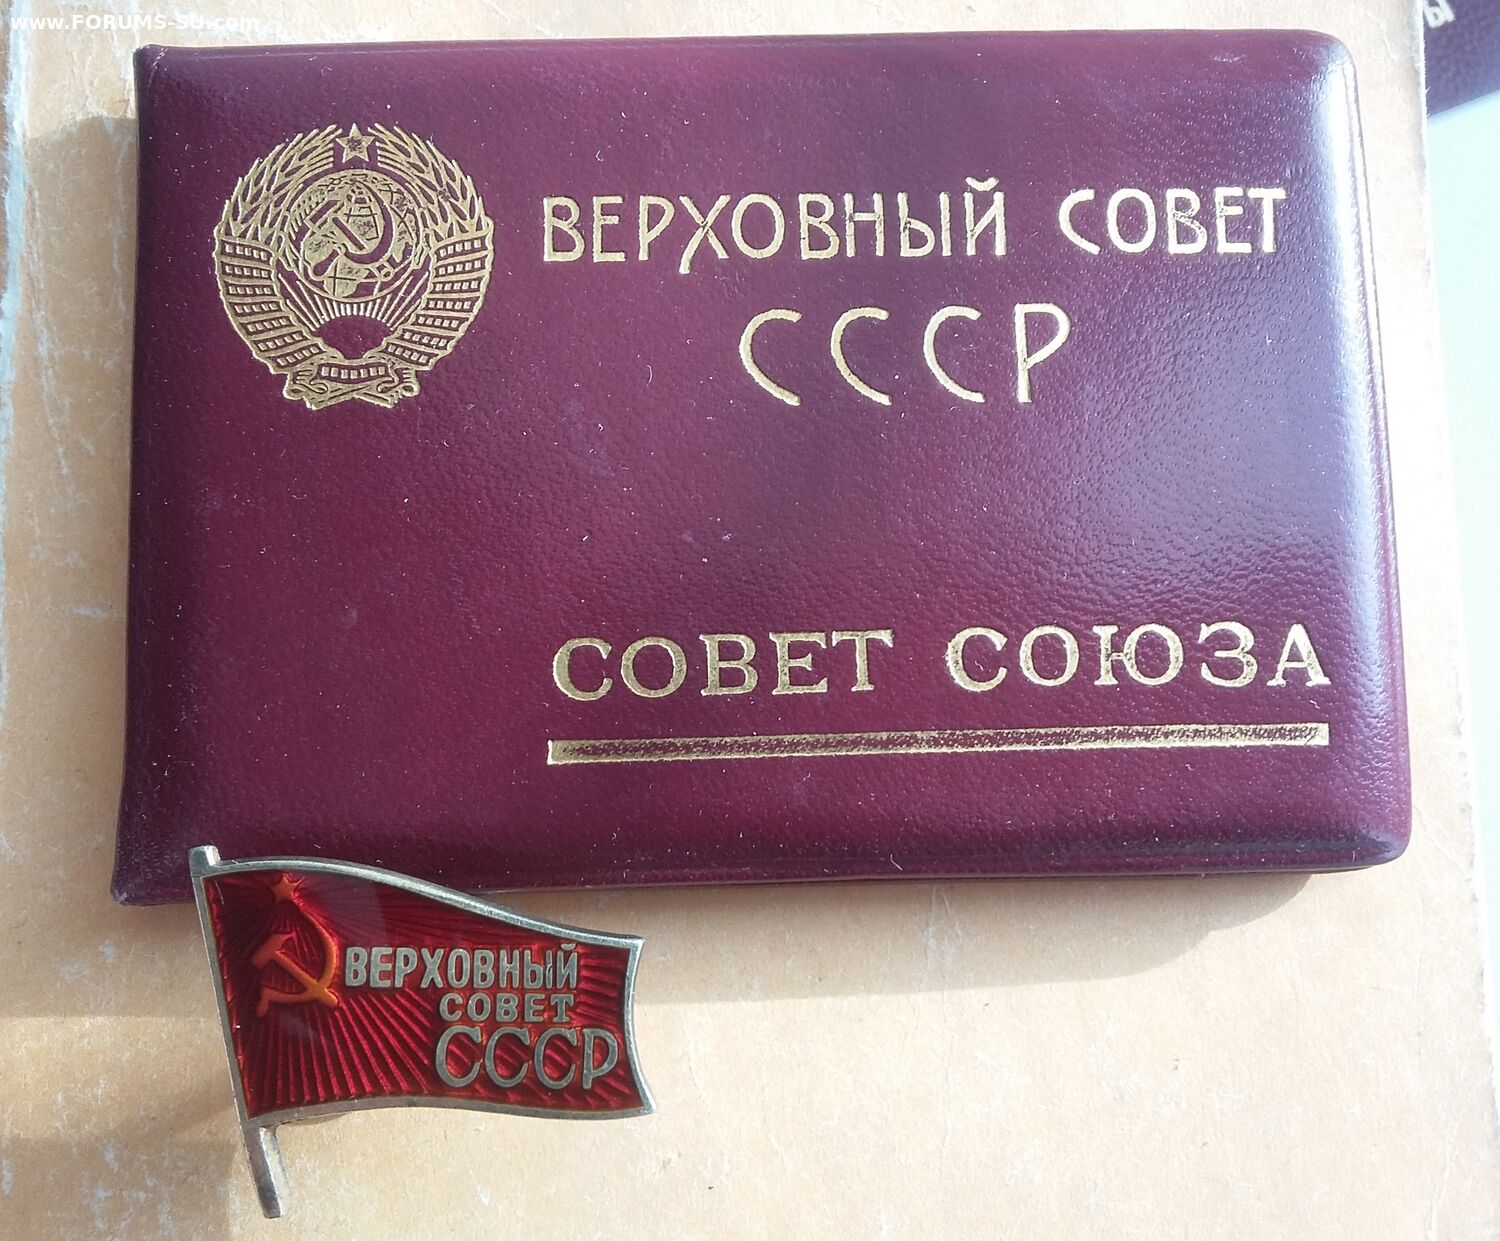 www.FORUMS-SU.com
ВЕРХОВНЫЙ СОВЕТ
СССР
СОВЕТ СОЮЗА
ВЕРХОВНЫЙ
СОВЕТ
СССР